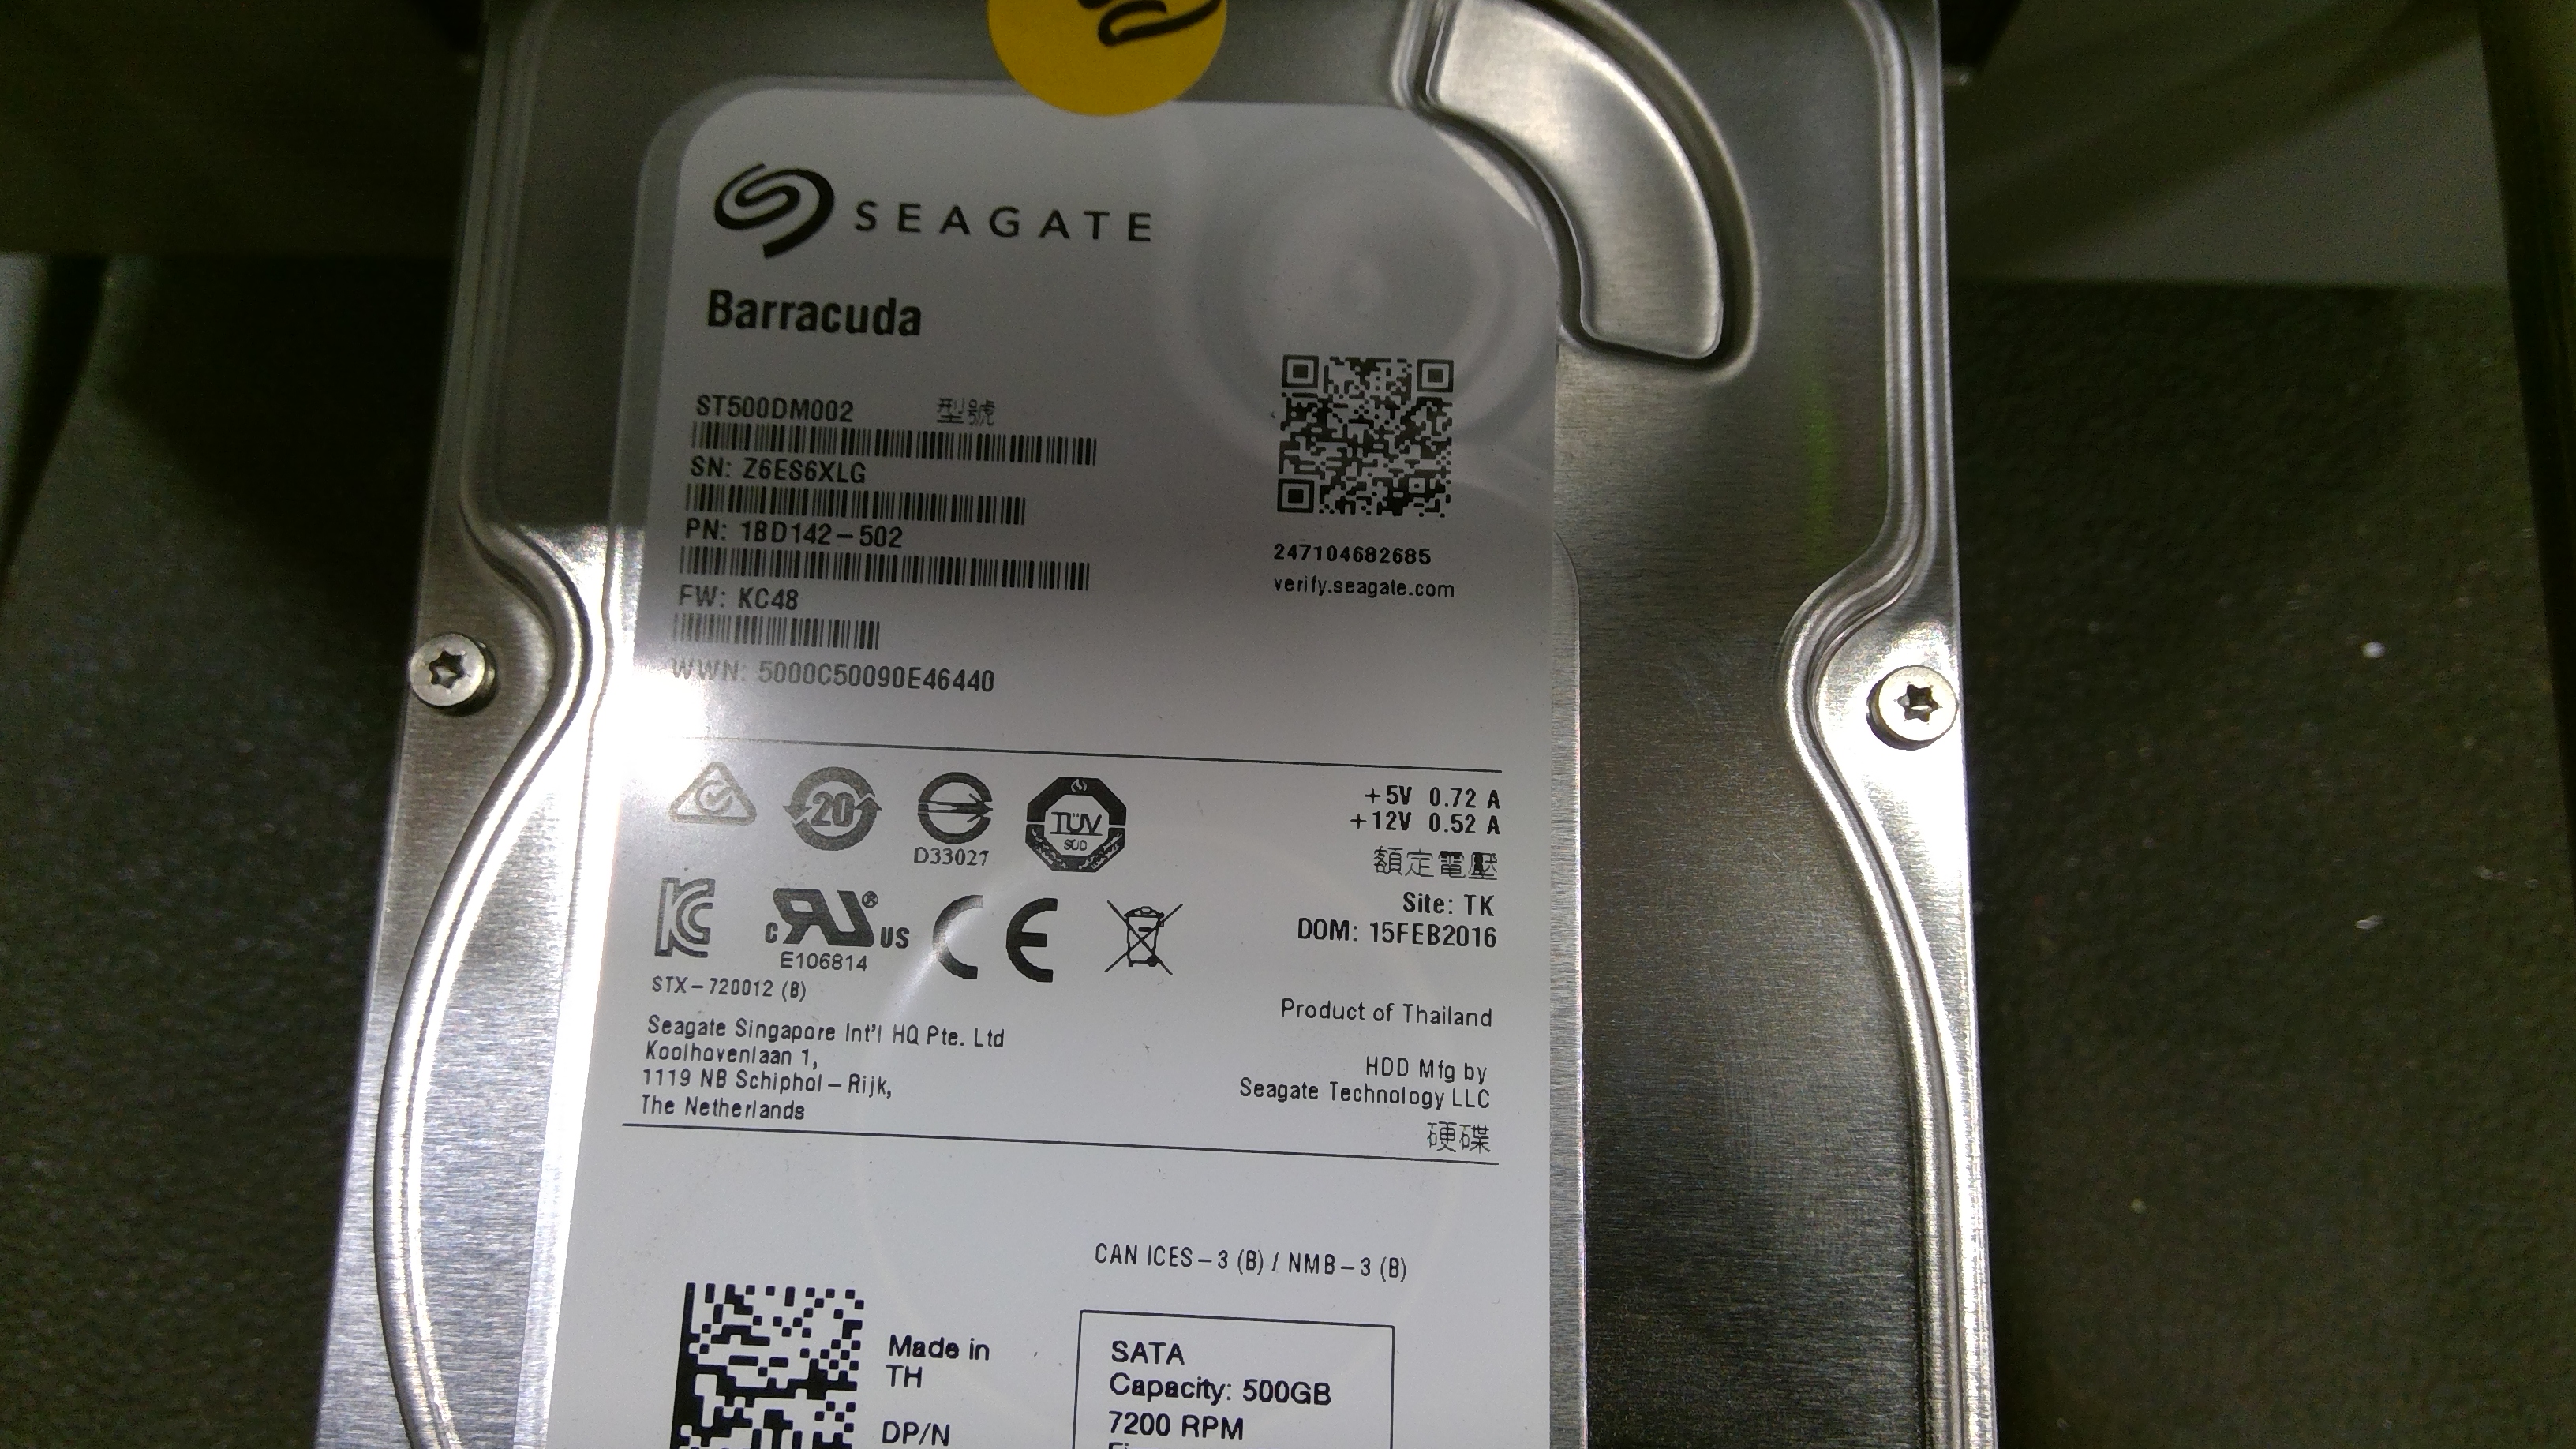 SEAGATE
Barracuda
ST500DM002 型號
SN: Z6ES6XLG
PN: 1BD142-502
FW: KC48
WWN: 5000C50090E46440
247104682685
verify.seagate.com
20
D33027
TÜV
SÜD
+5V 0.72 A
+12V 0.52 A
額定電壓
Site: TK
DOM: 15FEB2016
c RU ® US
E106814
CE
STX-720012 (B)
Seagate Singapore Int'l HQ Pte. Ltd
Koolhovenlaan 1,
1119 NB Schiphol-Rijk,
The Netherlands
Product of Thailand
HDD Mfg by
Seagate Technology LLC
硬碟
CAN ICES-3 (B) / NMB-3 (B)
Made in
TH
DP/N
SATA
Capacity: 500GB
7200 RPM